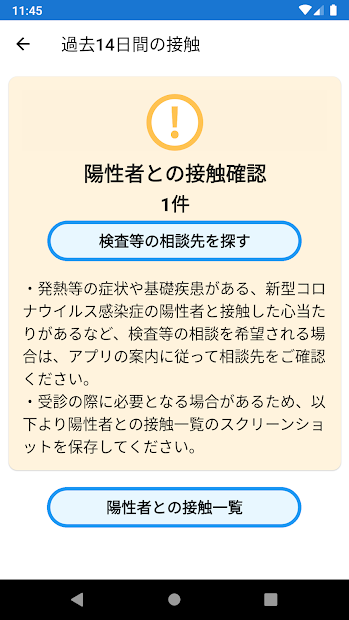 11:45
過去14日間の接触
陽性者との接触確認
1件
検査等の相談先を探す
・発熱等の症状や基礎疾患がある、新型コロ
ナウイルス感染症の陽性者と接触した心当た
りがあるなど、検査等の相談を希望される場
合は、アプリの案内に従って相談先をご確認
ください。
・受診の際に必要となる場合があるため、以
下より陽性者との接触一覧のスクリーンショ
ットを保存してください。
陽性者との接触一覧